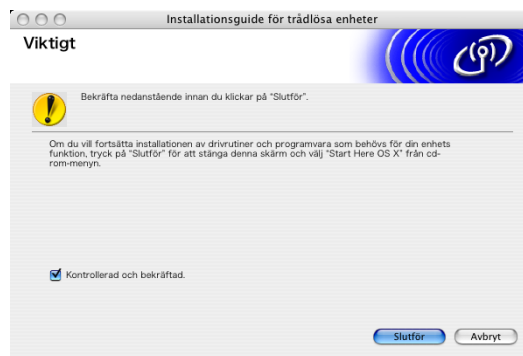 Installationsguide för trådlösa enheter
Viktigt
Bekräfta nedanstående innan du klickar på "Slutför".
Om du vill fortsätta installationen av drivrutiner och programvara som behövs för din enhets
funktion, tryck på "Slutför" för att stänga denna skärm och välj "Start Here OS X" från cd-
rom-menyn.
Kontrollerad och bekräftad.
Slutför
Avbryt